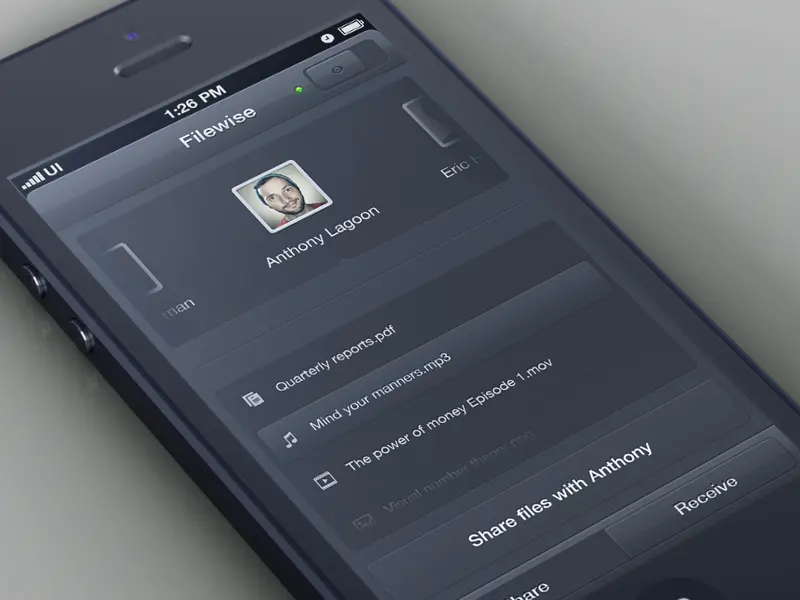 UI
1:26 PM
Filewise
Anthony Lagoon
Eric
man
Quarterly reports.pdf
Mind your manners.mp3
The power of money Episode 1.mov
Visual number theory.png
Share files with Anthony
Share
Receive